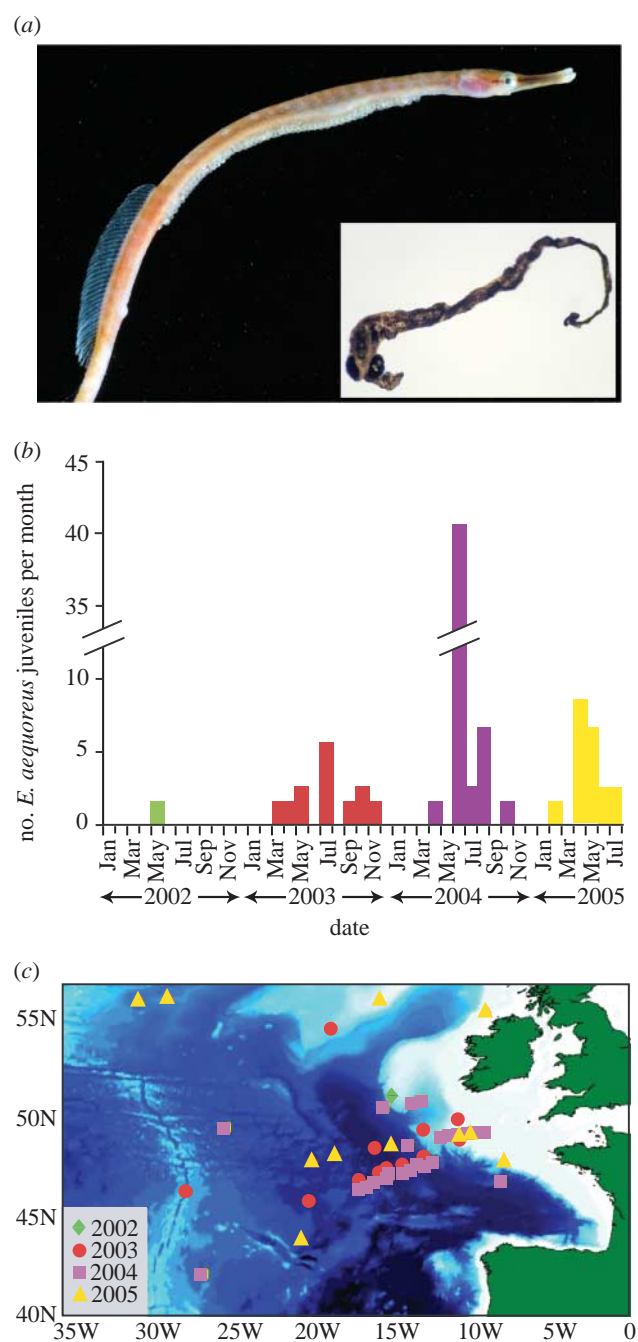 (a)
(b)
no. E. aequoreus juveniles per month
45
40
35
10
5
0
Jan Mar May Jul Sep Nov Jan Mar May Jul Sep Nov Jan Mar May Jul Sep Nov Jan Mar May Jul
2002 2003 2004 2005
date
(c)
55N
50N
45N
40N
2002
2003
2004
2005
35W 30W 25W 20W 15W 10W 5W 0